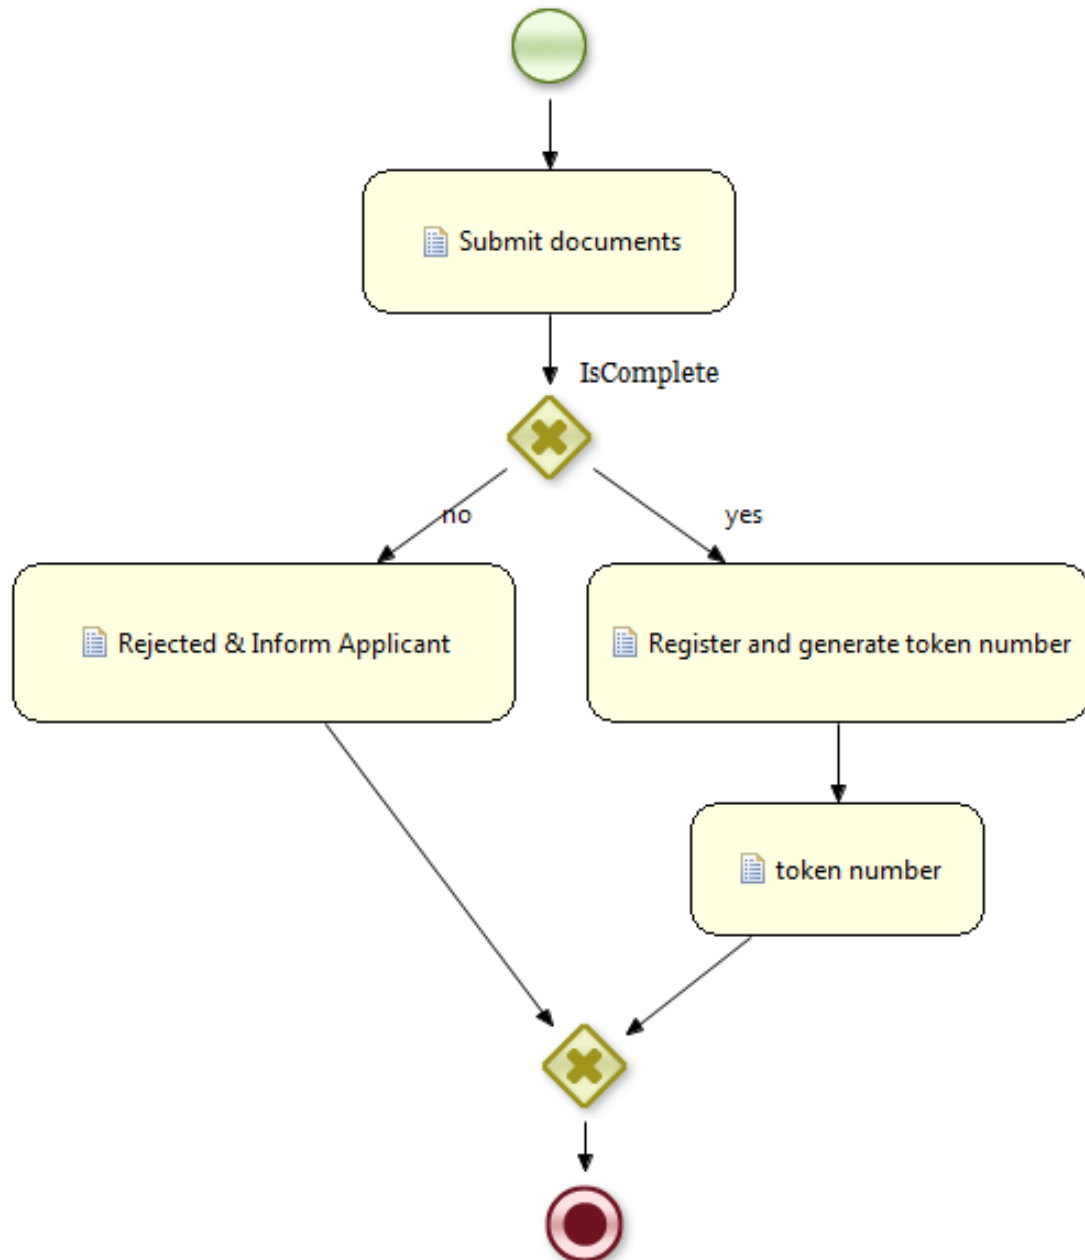 Submit documents
IsComplete
no
yes
Rejected & Inform Applicant
Register and generate token number
token number